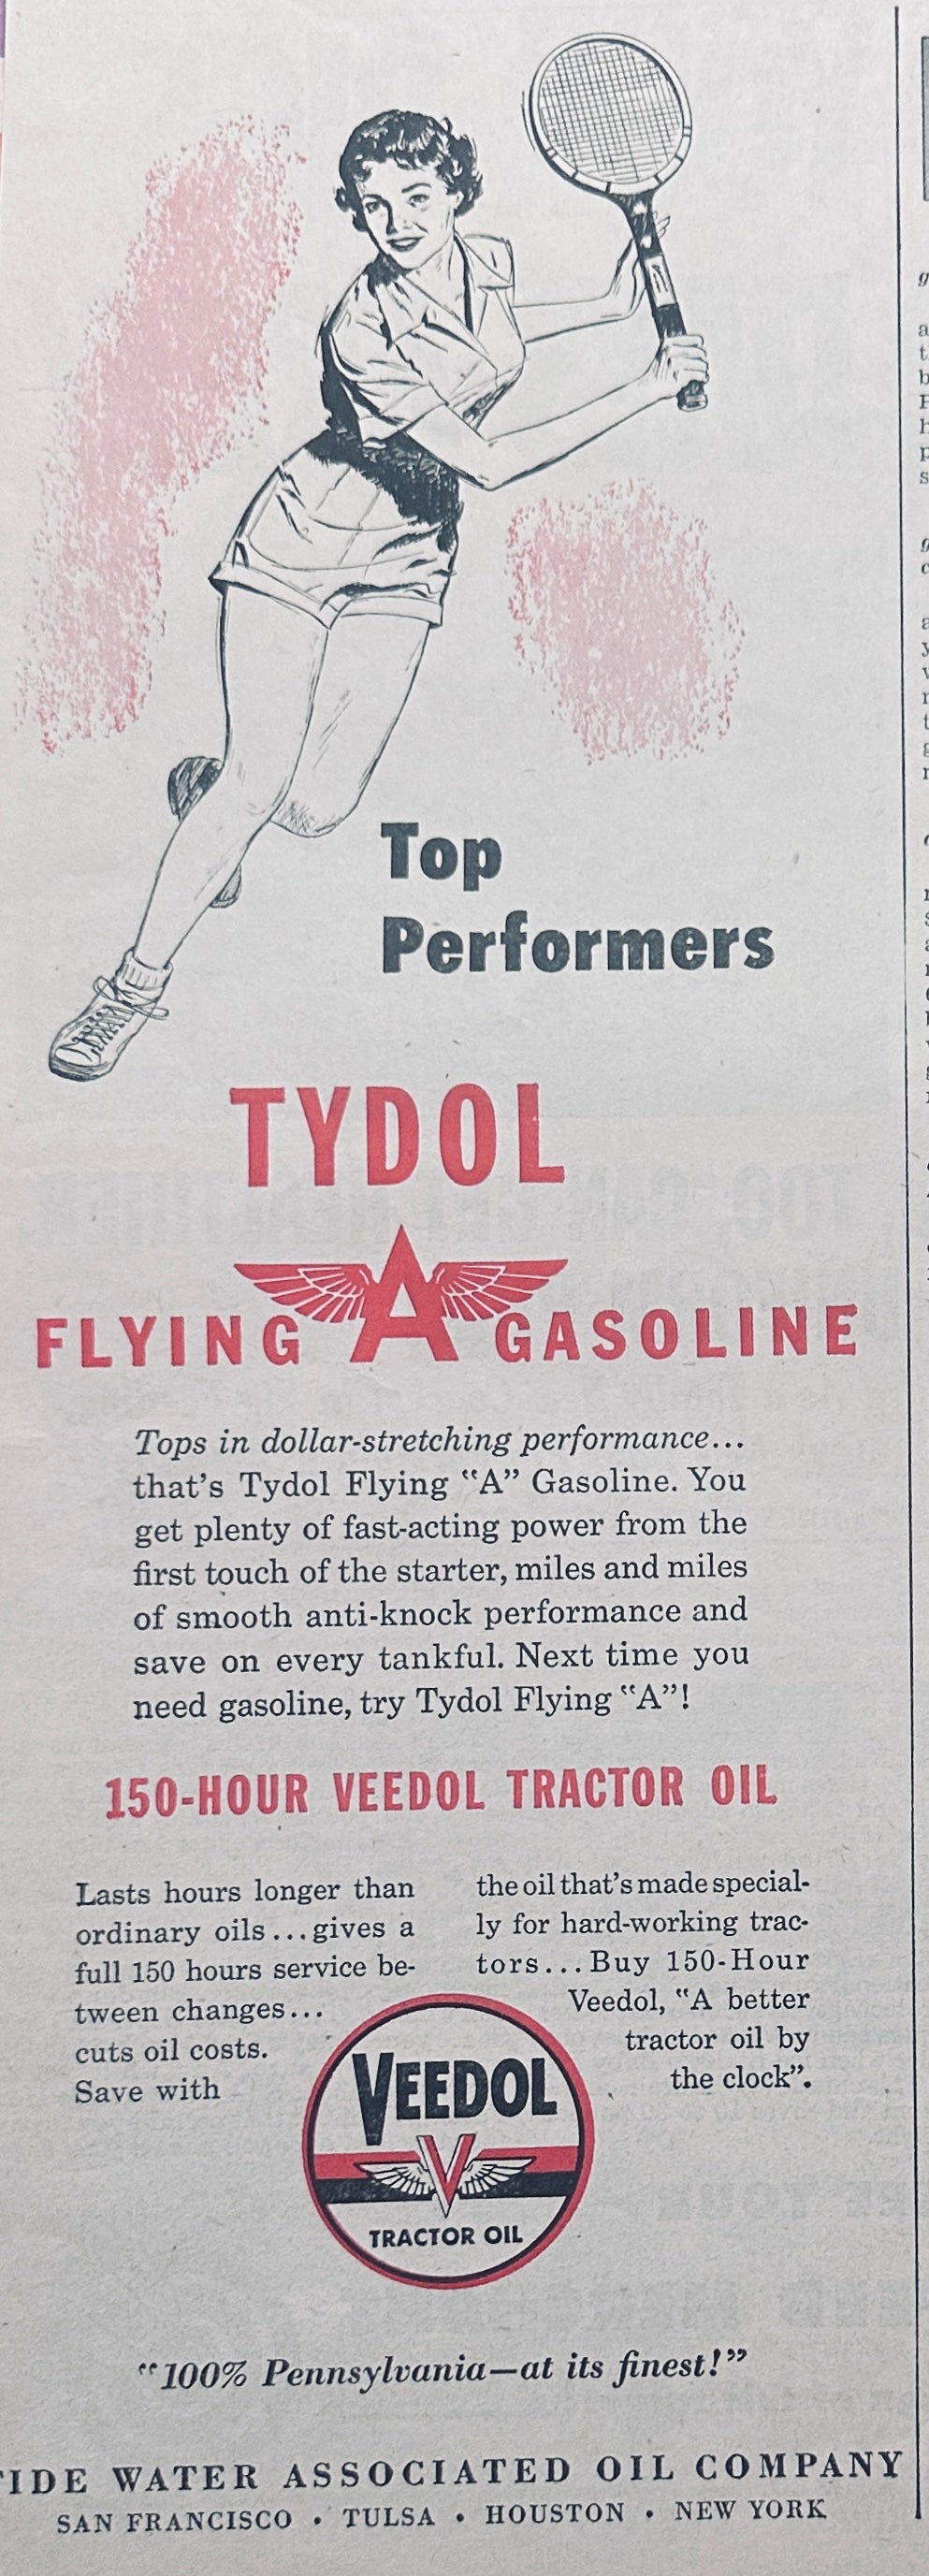 Top
Performers
TYDOL
FLYING A GASOLINE
Tops in dollar-stretching performance...
that's Tydol Flying "A" Gasoline. You
get plenty of fast-acting power from the
first touch of the starter, miles and miles
of smooth anti-knock performance and
save on every tankful. Next time you
need gasoline, try Tydol Flying "A"!
150-HOUR VEEDOL TRACTOR OIL
Lasts hours longer than
ordinary oils...gives a
full 150 hours service be-
tween changes...
cuts oil costs.
Save with
the oil that's made special-
ly for hard-working trac-
tors...Buy 150-Hour
Veedol, "A better
tractor oil by
the clock".
VEEDOL
V
TRACTOR OIL
"100% Pennsylvania—at its finest!"
TIDE WATER ASSOCIATED OIL COMPANY
SAN FRANCISCO • TULSA • HOUSTON • NEW YORK